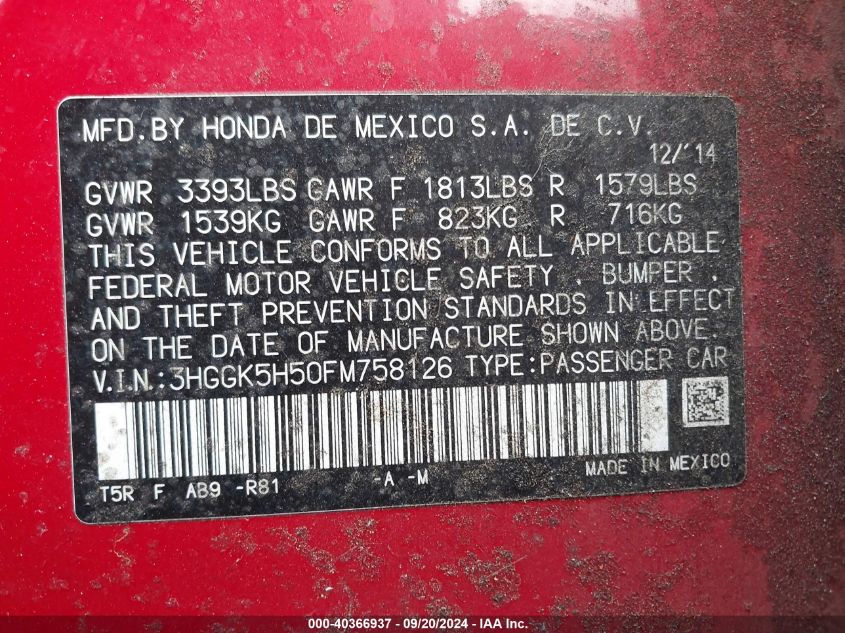 MFD.BY HONDA DE MEXICO S.A. DE C.V.
12/'14
GVWR 3393LBS GAWR F 1813LBS R 1579LBS
GVWR 1539KG GAWR F 823KG R 716KG
THIS VEHICLE CONFORMS TO ALL APPLICABLE
FEDERAL MOTOR VEHICLE SAFETY , BUMPER ,
AND THEFT PREVENTION STANDARDS IN EFFECT
ON THE DATE OF MANUFACTURE SHOWN ABOVE.
V.I.N.:3HGGK5H50FM758126 TYPE:PASSENGER CAR
T5R F AB9 -R81 -A -M MADE IN MEXICO
000-40366937 - 09/20/2024 - IAA, Inc.